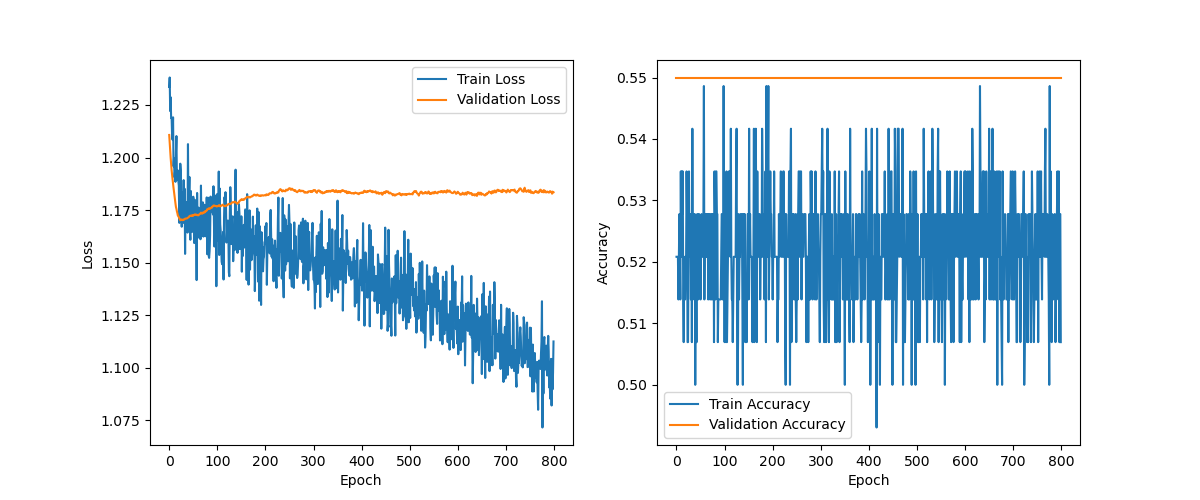 Train Loss
Validation Loss
1.225
1.200
1.175
1.150
1.125
1.100
1.075
Loss
0 100 200 300 400 500 600 700 800
Epoch
0.55
0.54
0.53
0.52
0.51
0.50
Accuracy
Train Accuracy
Validation Accuracy
0 100 200 300 400 500 600 700 800
Epoch